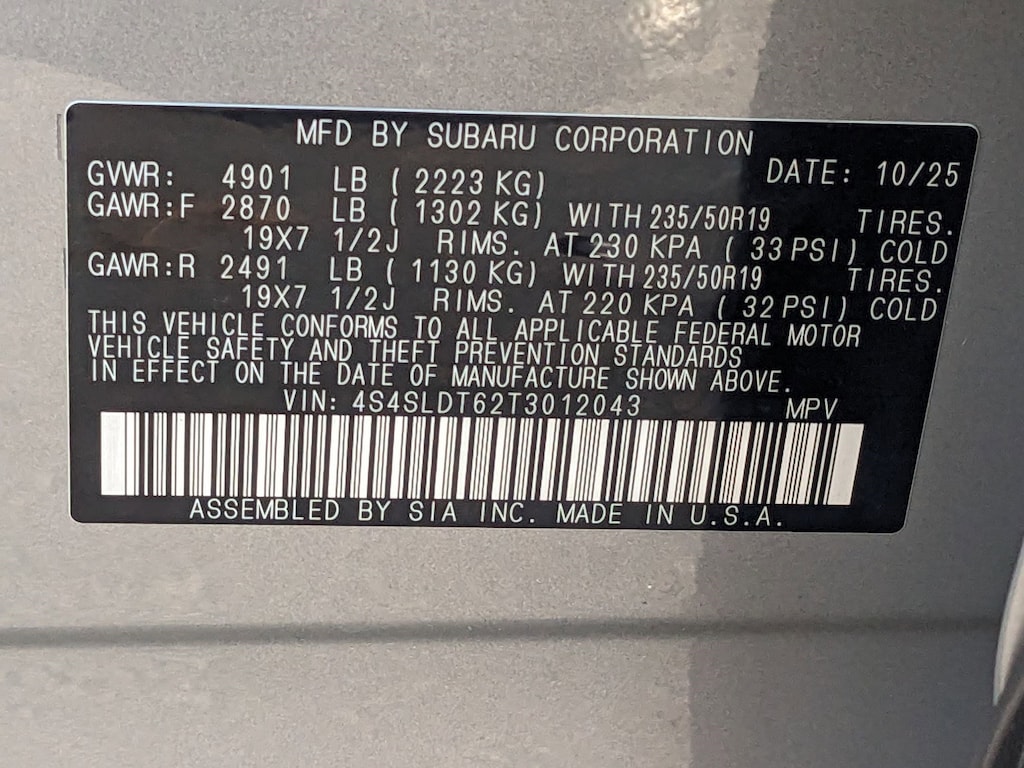 MFD BY SUBARU CORPORATION
GVWR: 4901 LB ( 2223 KG) DATE: 10/25
GAWR:F 2870 LB ( 1302 KG) WITH 235/50R19 TIRES.
19X7 1/2J RIMS. AT 230 KPA ( 33 PSI) COLD
GAWR:R 2491 LB ( 1130 KG) WITH 235/50R19 TIRES.
19X7 1/2J RIMS. AT 220 KPA ( 32 PSI) COLD
THIS VEHICLE CONFORMS TO ALL APPLICABLE FEDERAL MOTOR
VEHICLE SAFETY AND THEFT PREVENTION STANDARDS
IN EFFECT ON THE DATE OF MANUFACTURE SHOWN ABOVE.
VIN: 4S4SLDT62T3012043 MPV
ASSEMBLED BY SIA INC. MADE IN U.S.A.